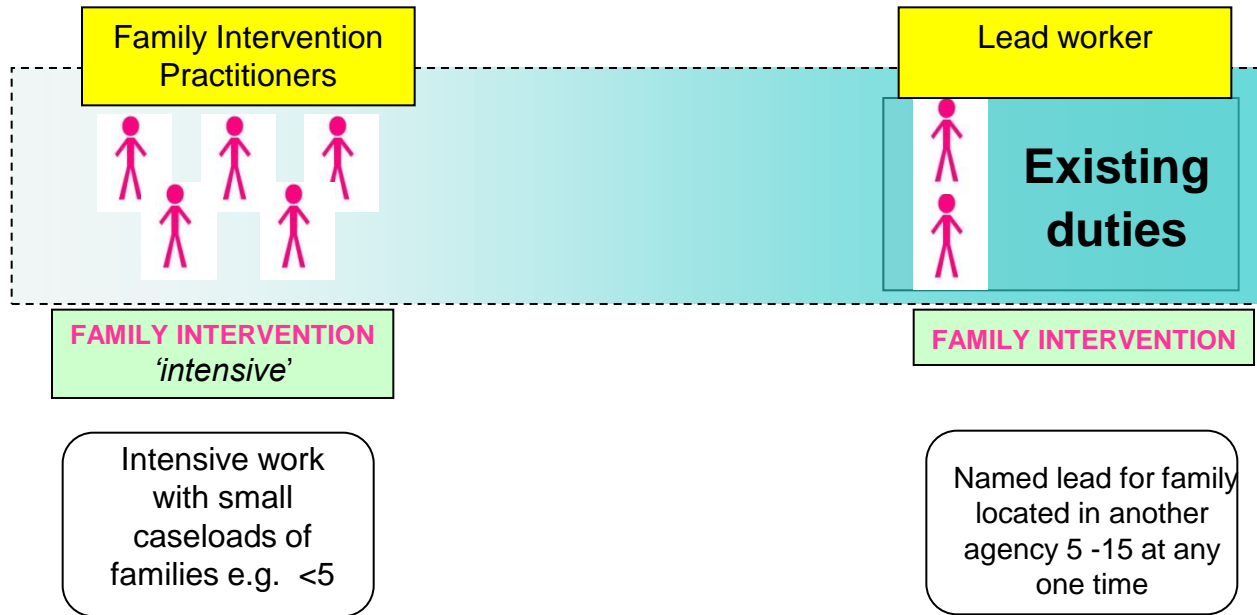 Family Intervention
Practitioners
Lead worker
Existing
duties
FAMILY INTERVENTION
‘intensive’
FAMILY INTERVENTION
Intensive work
with small
caseloads of
families e.g. <5
Named lead for family
located in another
agency 5 -15 at any
one time